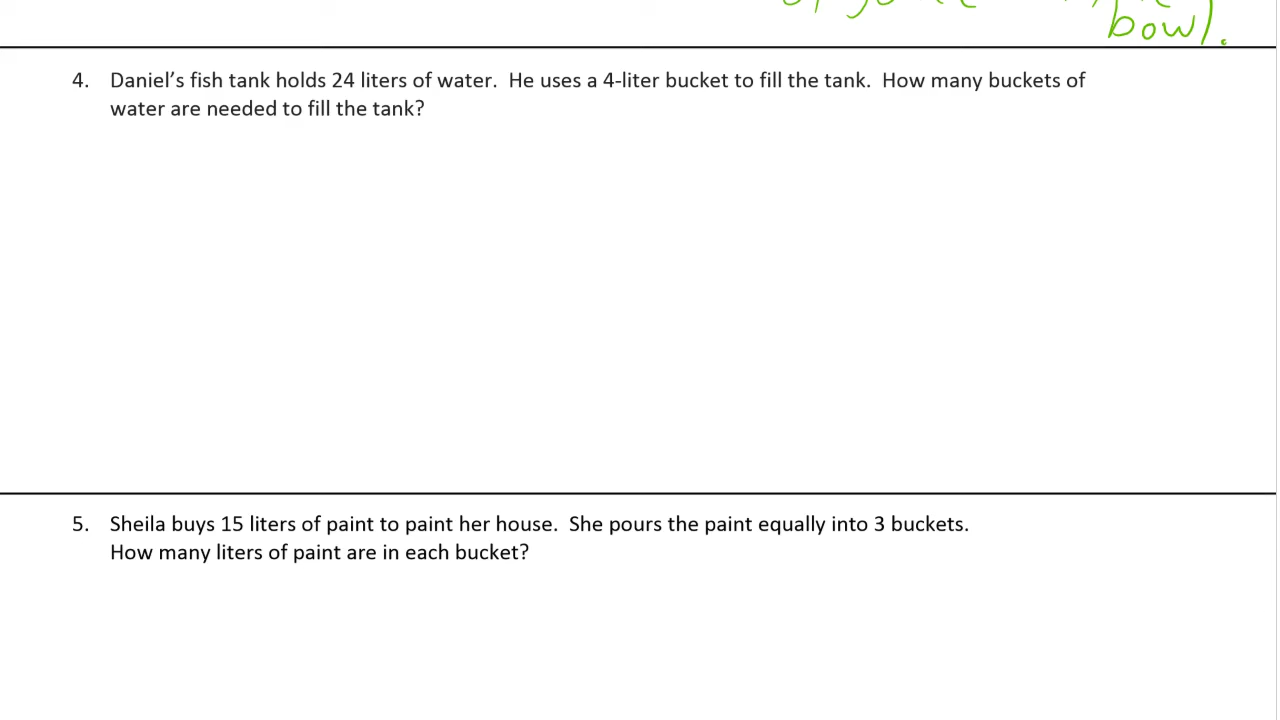 bowl.
4. Daniel's fish tank holds 24 liters of water. He uses a 4-liter bucket to fill the tank. How many buckets of
water are needed to fill the tank?
5. Sheila buys 15 liters of paint to paint her house. She pours the paint equally into 3 buckets.
How many liters of paint are in each bucket?